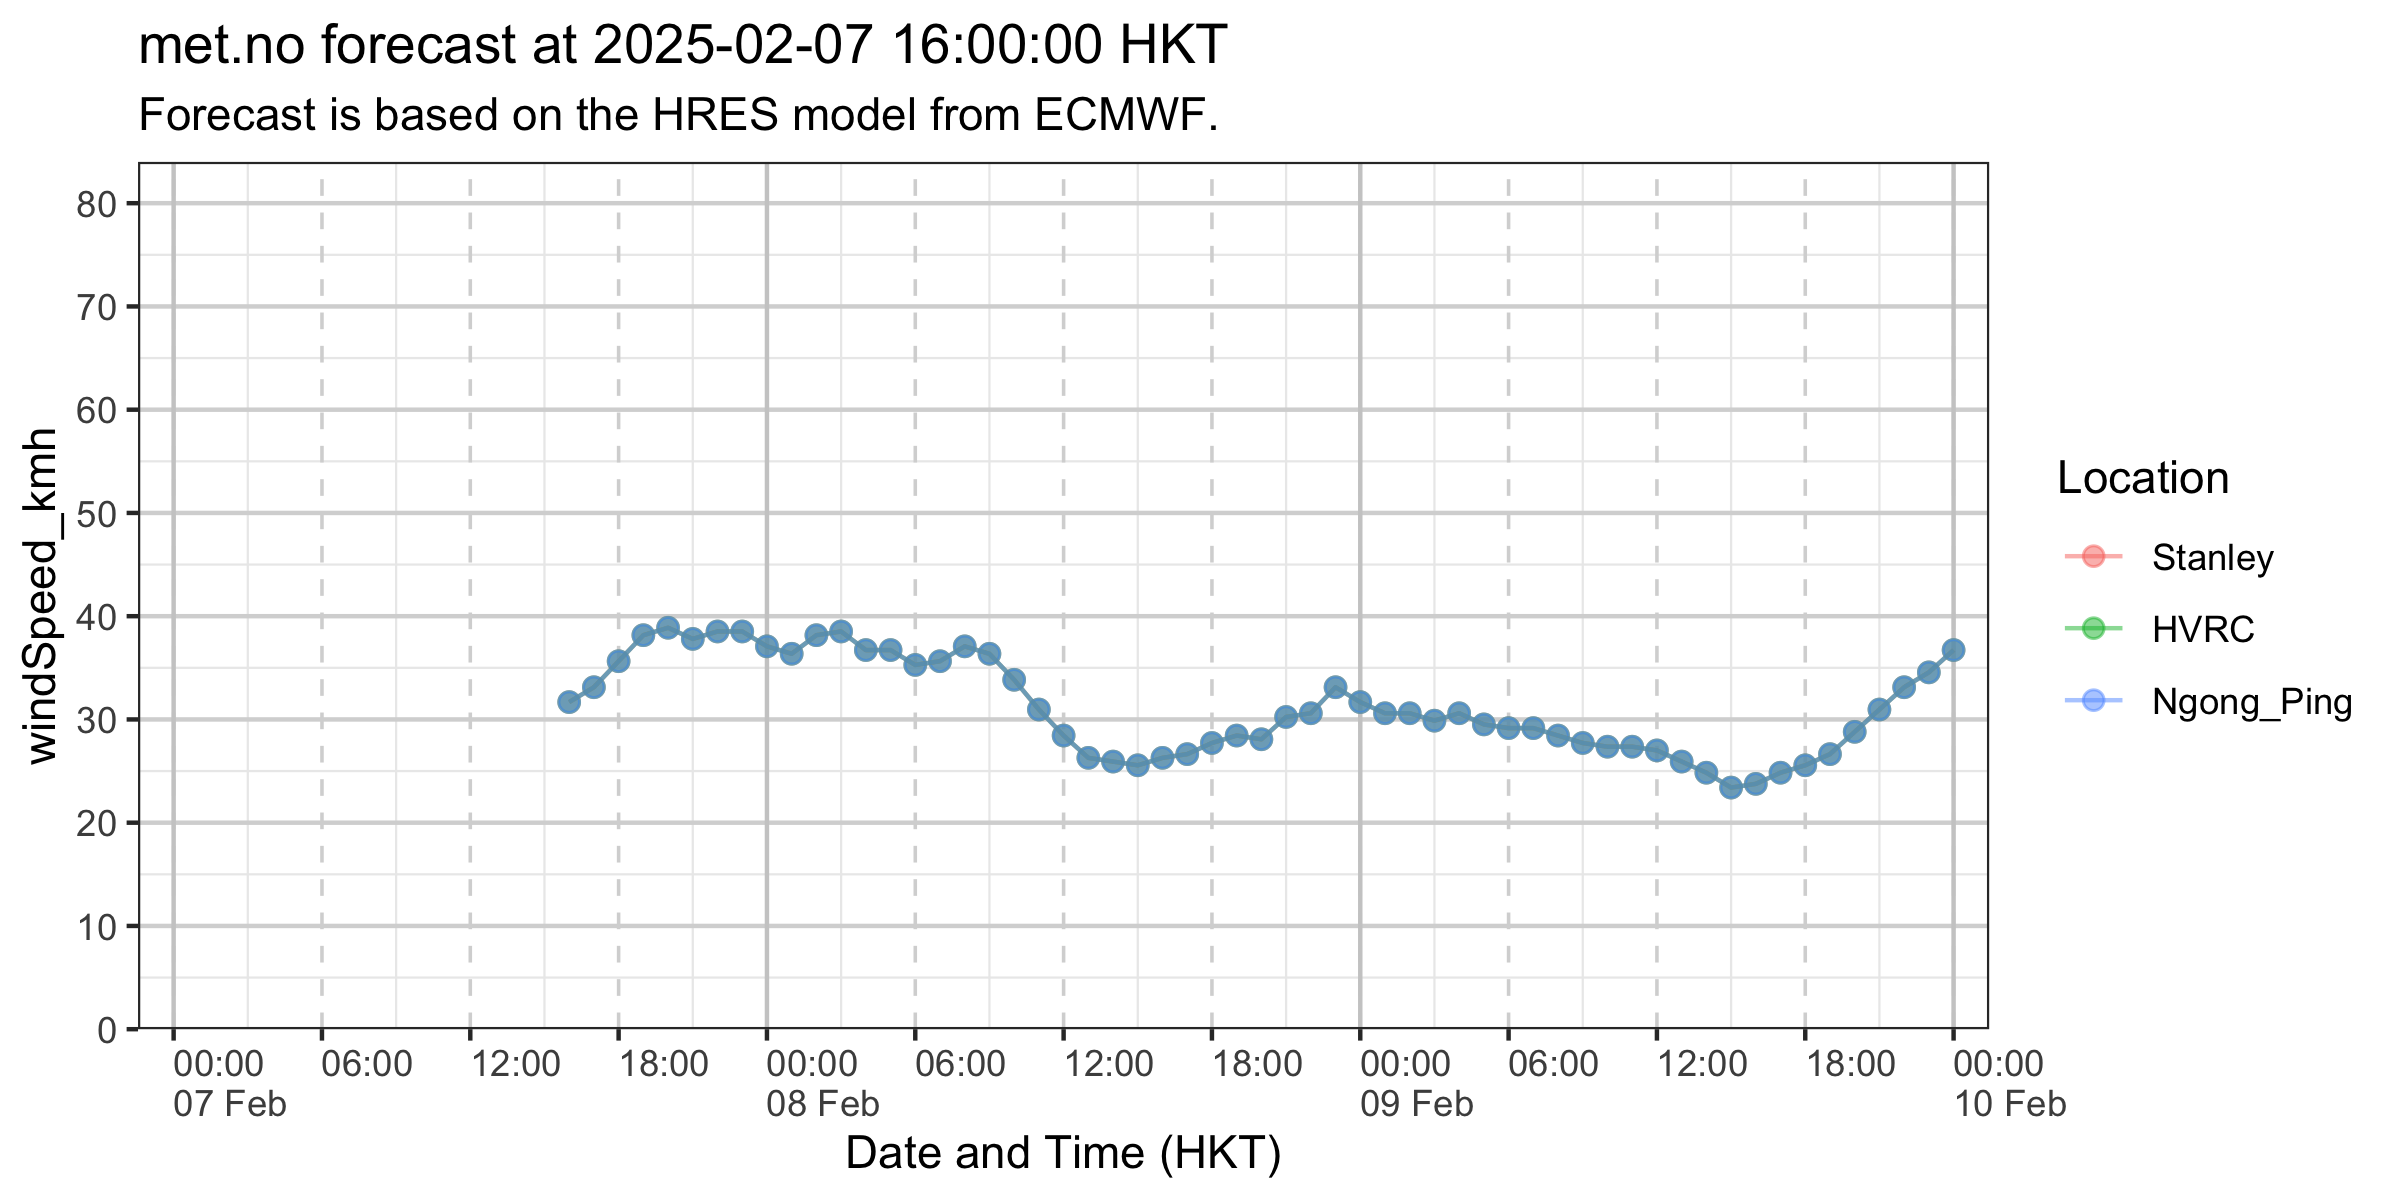 met.no forecast at 2025-02-07 16:00:00 HKT
Forecast is based on the HRES model from ECMWF.
windSpeed_kmh
80
70
60
50
40
30
20
10
0
00:00 06:00 12:00 18:00 00:00 06:00 12:00 18:00 00:00 06:00 12:00 18:00 00:00
07 Feb 08 Feb 09 Feb 10 Feb
Date and Time (HKT)
Location
Stanley
HVRC
Ngong_Ping